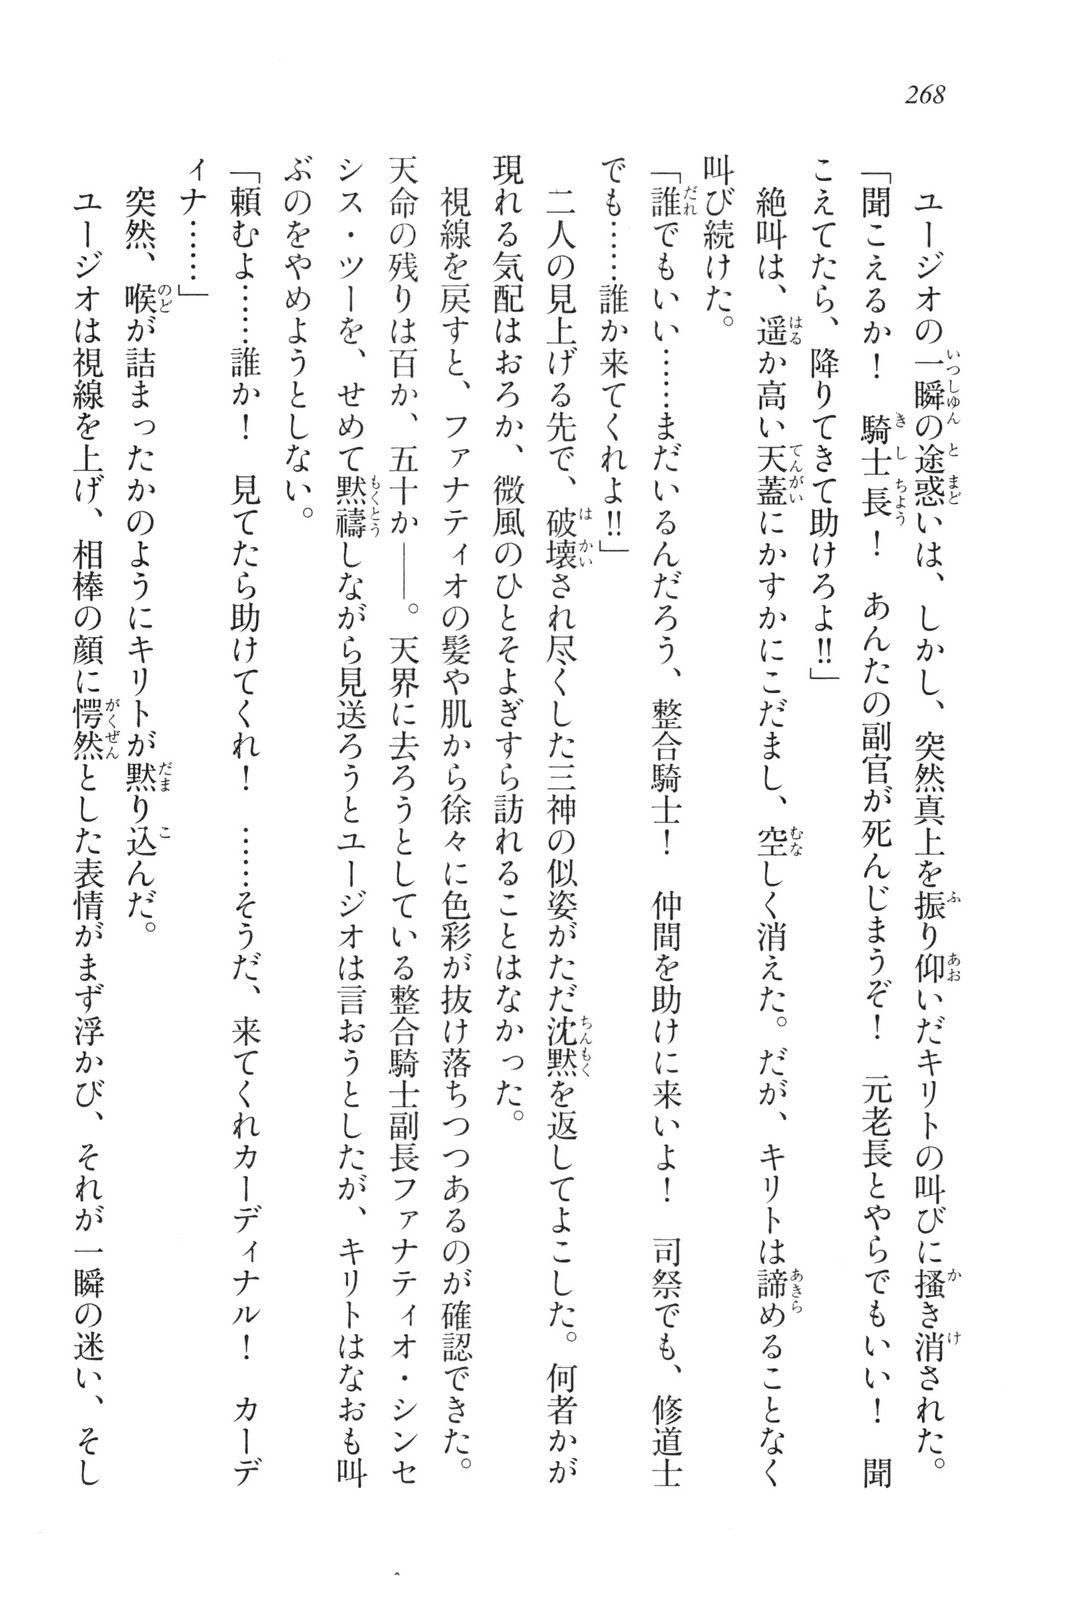 268
ユージオの一瞬の途惑いは、しかし、突然真上を振り仰いだキリトの叫びに掻き消された。
「聞こえるか！　騎士長！　あんたの副官が死んじまうぞ！　元老長とやらでもいい！　聞
こえてたら、降りてきて助けろよ!!」
絶叫は、遥か高い天蓋にかすかにこだまし、空しく消えた。だが、キリトは諦めることなく
叫び続けた。
「誰でもいい……まだいるんだろう、整合騎士！　仲間を助けに来いよ！　司祭でも、修道士
でも……誰か来てくれよ!!」
二人の見上げる先で、破壊され尽くした三神の似姿がただ沈黙を返してよこした。何者かが
現れる気配はおろか、微風のひとそよぎすら訪れることはなかった。
視線を戻すと、ファナティオの髪や肌から徐々に色彩が抜け落ちつつあるのが確認できた。
天命の残りは百か、五十か――。天界に去ろうとしている整合騎士副長ファナティオ・シンセ
シス・ツーを、せめて黙禱しながら見送ろうとユージオは言おうとしたが、キリトはなおも叫
ぶのをやめようとしない。
「頼むよ……誰か！　見てたら助けてくれ！　……そうだ、来てくれカーディナル！　カーデ
ィナ……」
突然、喉が詰まったかのようにキリトが黙り込んだ。
ユージオは視線を上げ、相棒の顔に愕然とした表情がまず浮かび、それが一瞬の迷い、そし